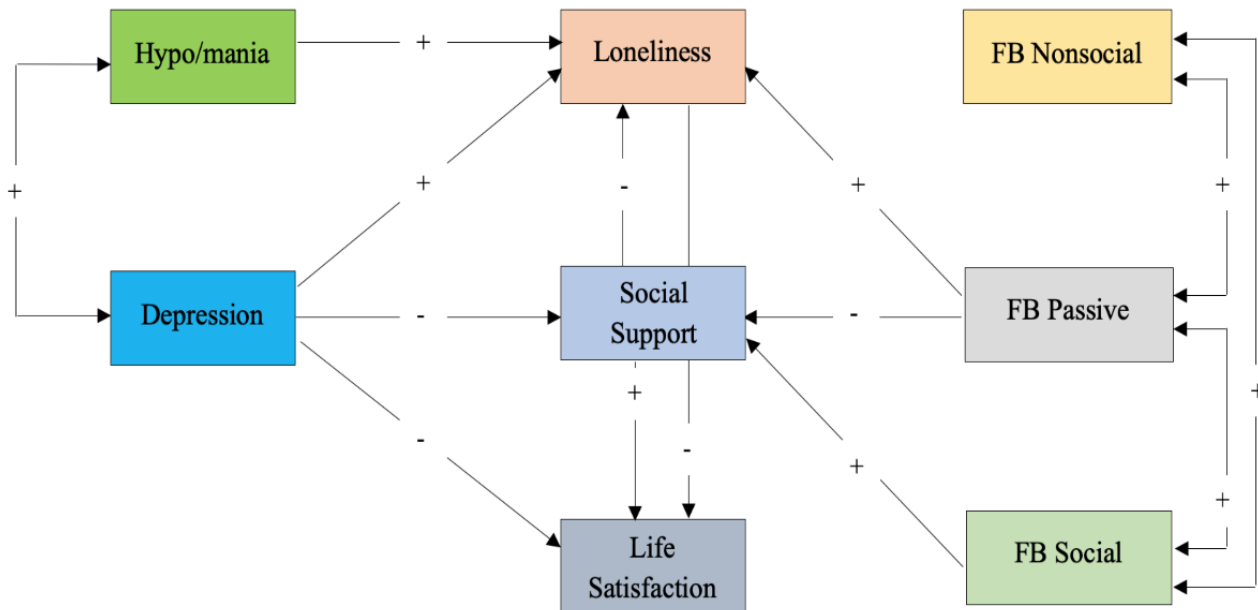 Hypo/mania
+
Loneliness
FB Nonsocial
-
+
+
+
+
Depression
-
Social
Support
-
FB Passive
+
+
-
-
+
+
Life
Satisfaction
FB Social